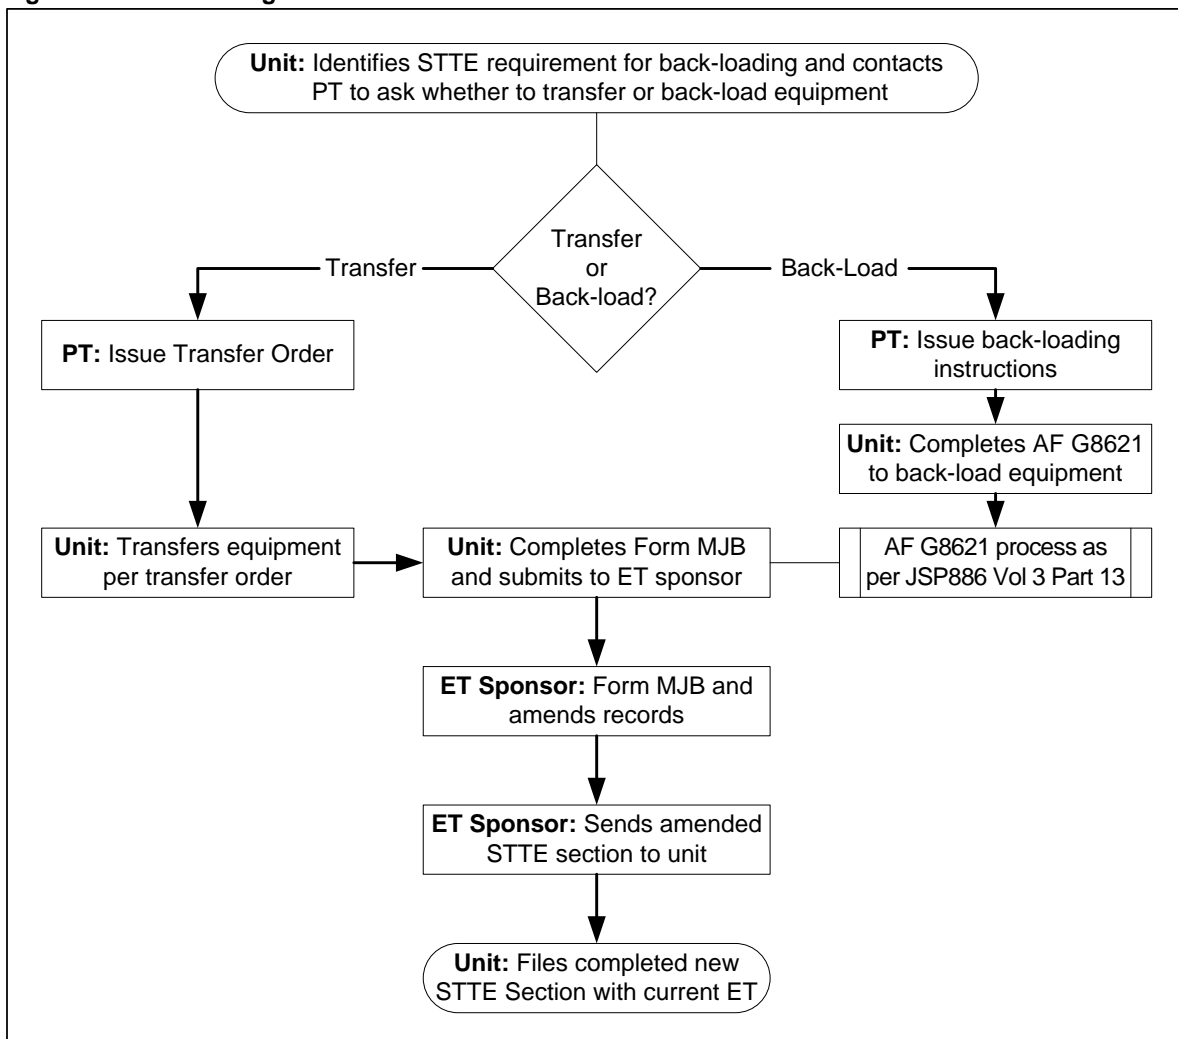 Unit: Identifies STTE requirement for back-loading and contacts
PT to ask whether to transfer or back-load equipment
Transfer
or
Back-load?
Transfer
Back-Load
PT: Issue Transfer Order
PT: Issue back-loading
instructions
Unit: Completes AF G8621
to back-load equipment
Unit: Transfers equipment
per transfer order
Unit: Completes Form MJB
and submits to ET sponsor
AF G8621 process as
per JSP886 Vol 3 Part 13
ET Sponsor: Form MJB and
amends records
ET Sponsor: Sends amended
STTE section to unit
Unit: Files completed new
STTE Section with current ET